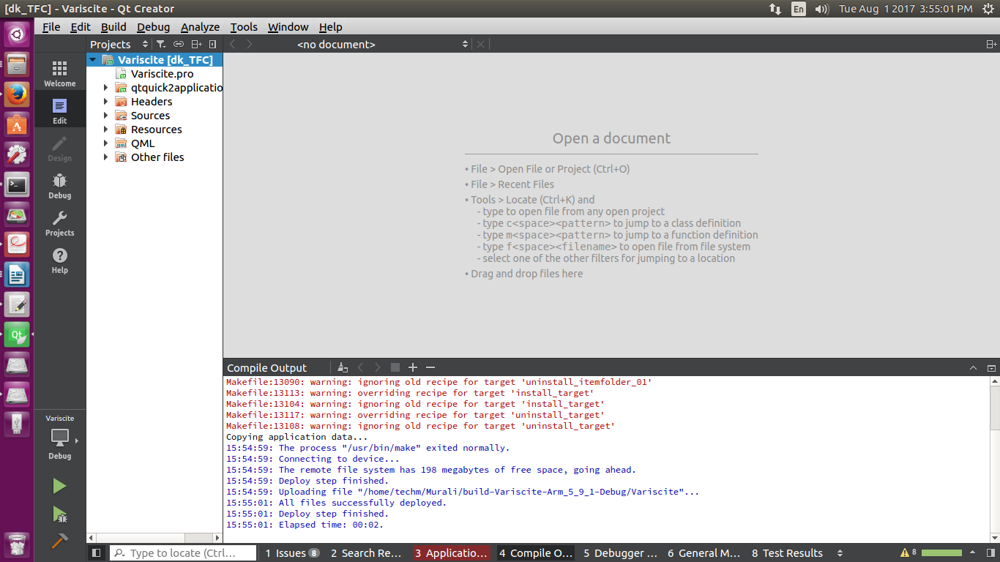 [dk_TFC] - Variscite - Qt Creator
En
Tue Aug 1 2017 3:55:01 PM
File Edit Build Debug Analyze Tools Window Help
Projects
<no document>
Variscite [dk_TFC]
Variscite.pro
qtquick2applicatio
Headers
Sources
Resources
QML
Other files
Welcome
Edit
Design
Debug
Projects
Help
Variscite
Debug
Qt
Open a document
• File > Open File or Project (Ctrl+O)
• File > Recent Files
• Tools > Locate (Ctrl+K) and
- type to open file from any open project
- type c<space><pattern> to jump to a class definition
- type m<space><pattern> to jump to a function definition
- type f<space><filename> to open file from file system
- select one of the other filters for jumping to a location
• Drag and drop files here
Compile Output
Makefile:13090: warning: ignoring old recipe for target 'uninstall_itemfolder_01'
Makefile:13113: warning: overriding recipe for target 'install_target'
Makefile:13104: warning: ignoring old recipe for target 'install_target'
Makefile:13117: warning: overriding recipe for target 'uninstall_target'
Makefile:13108: warning: ignoring old recipe for target 'uninstall_target'
Copying application data...
15:54:59: The process "/usr/bin/make" exited normally.
15:54:59: Connecting to device...
15:54:59: The remote file system has 198 megabytes of free space, going ahead.
15:54:59: Deploy step finished.
15:54:59: Uploading file "/home/techm/Murali/build-Variscite-Arm_5_9_1-Debug/Variscite"...
15:55:01: All files successfully deployed.
15:55:01: Deploy step finished.
15:55:01: Elapsed time: 00:02.
Type to locate (Ctrl...
1 Issues 8
2 Search Re...
3 Applicatio...
4 Compile O...
5 Debugger ...
6 General M...
8 Test Results
8